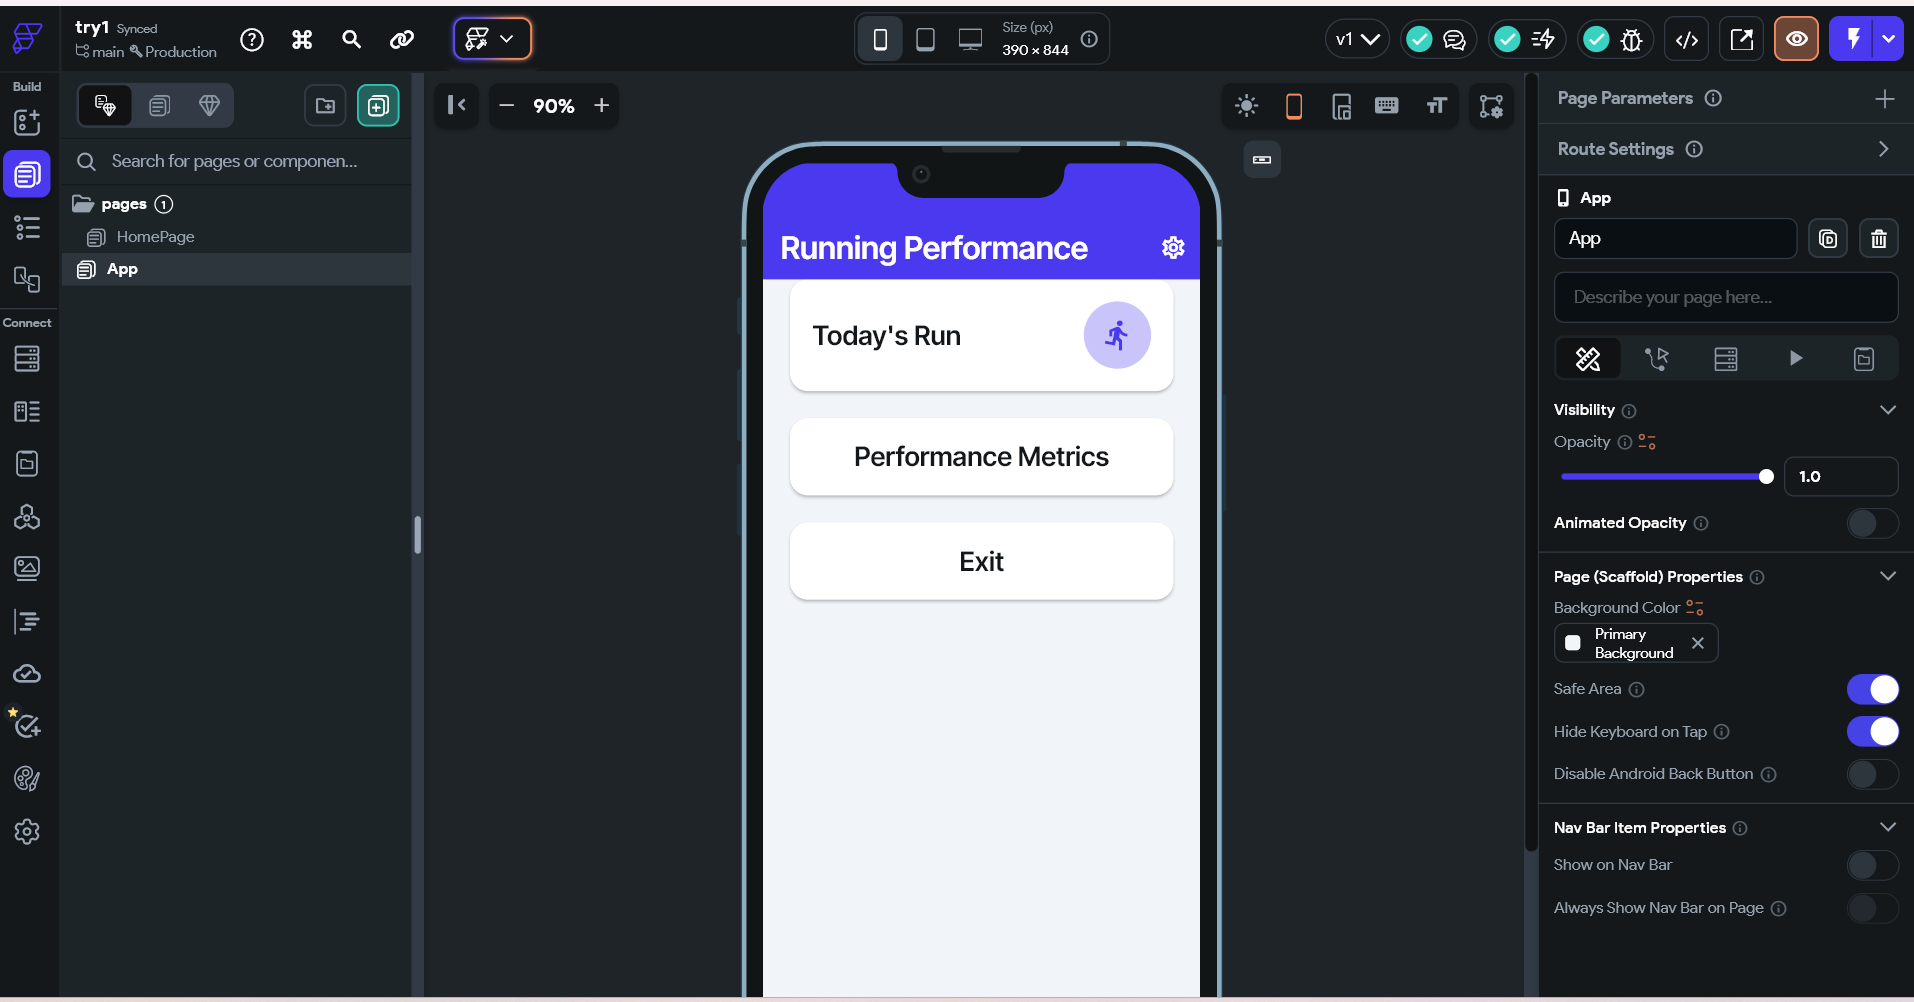 try1 Synced
main Production
Size (px)
390 × 844
v1
Build
90%
Search for pages or componen...
pages 1
HomePage
App
Connect
Running Performance
Today's Run
Performance Metrics
Exit
Page Parameters
Route Settings
App
App
Describe your page here...
Visibility
Opacity
1.0
Animated Opacity
Page (Scaffold) Properties
Background Color
Primary
Background
Safe Area
Hide Keyboard on Tap
Disable Android Back Button
Nav Bar Item Properties
Show on Nav Bar
Always Show Nav Bar on Page